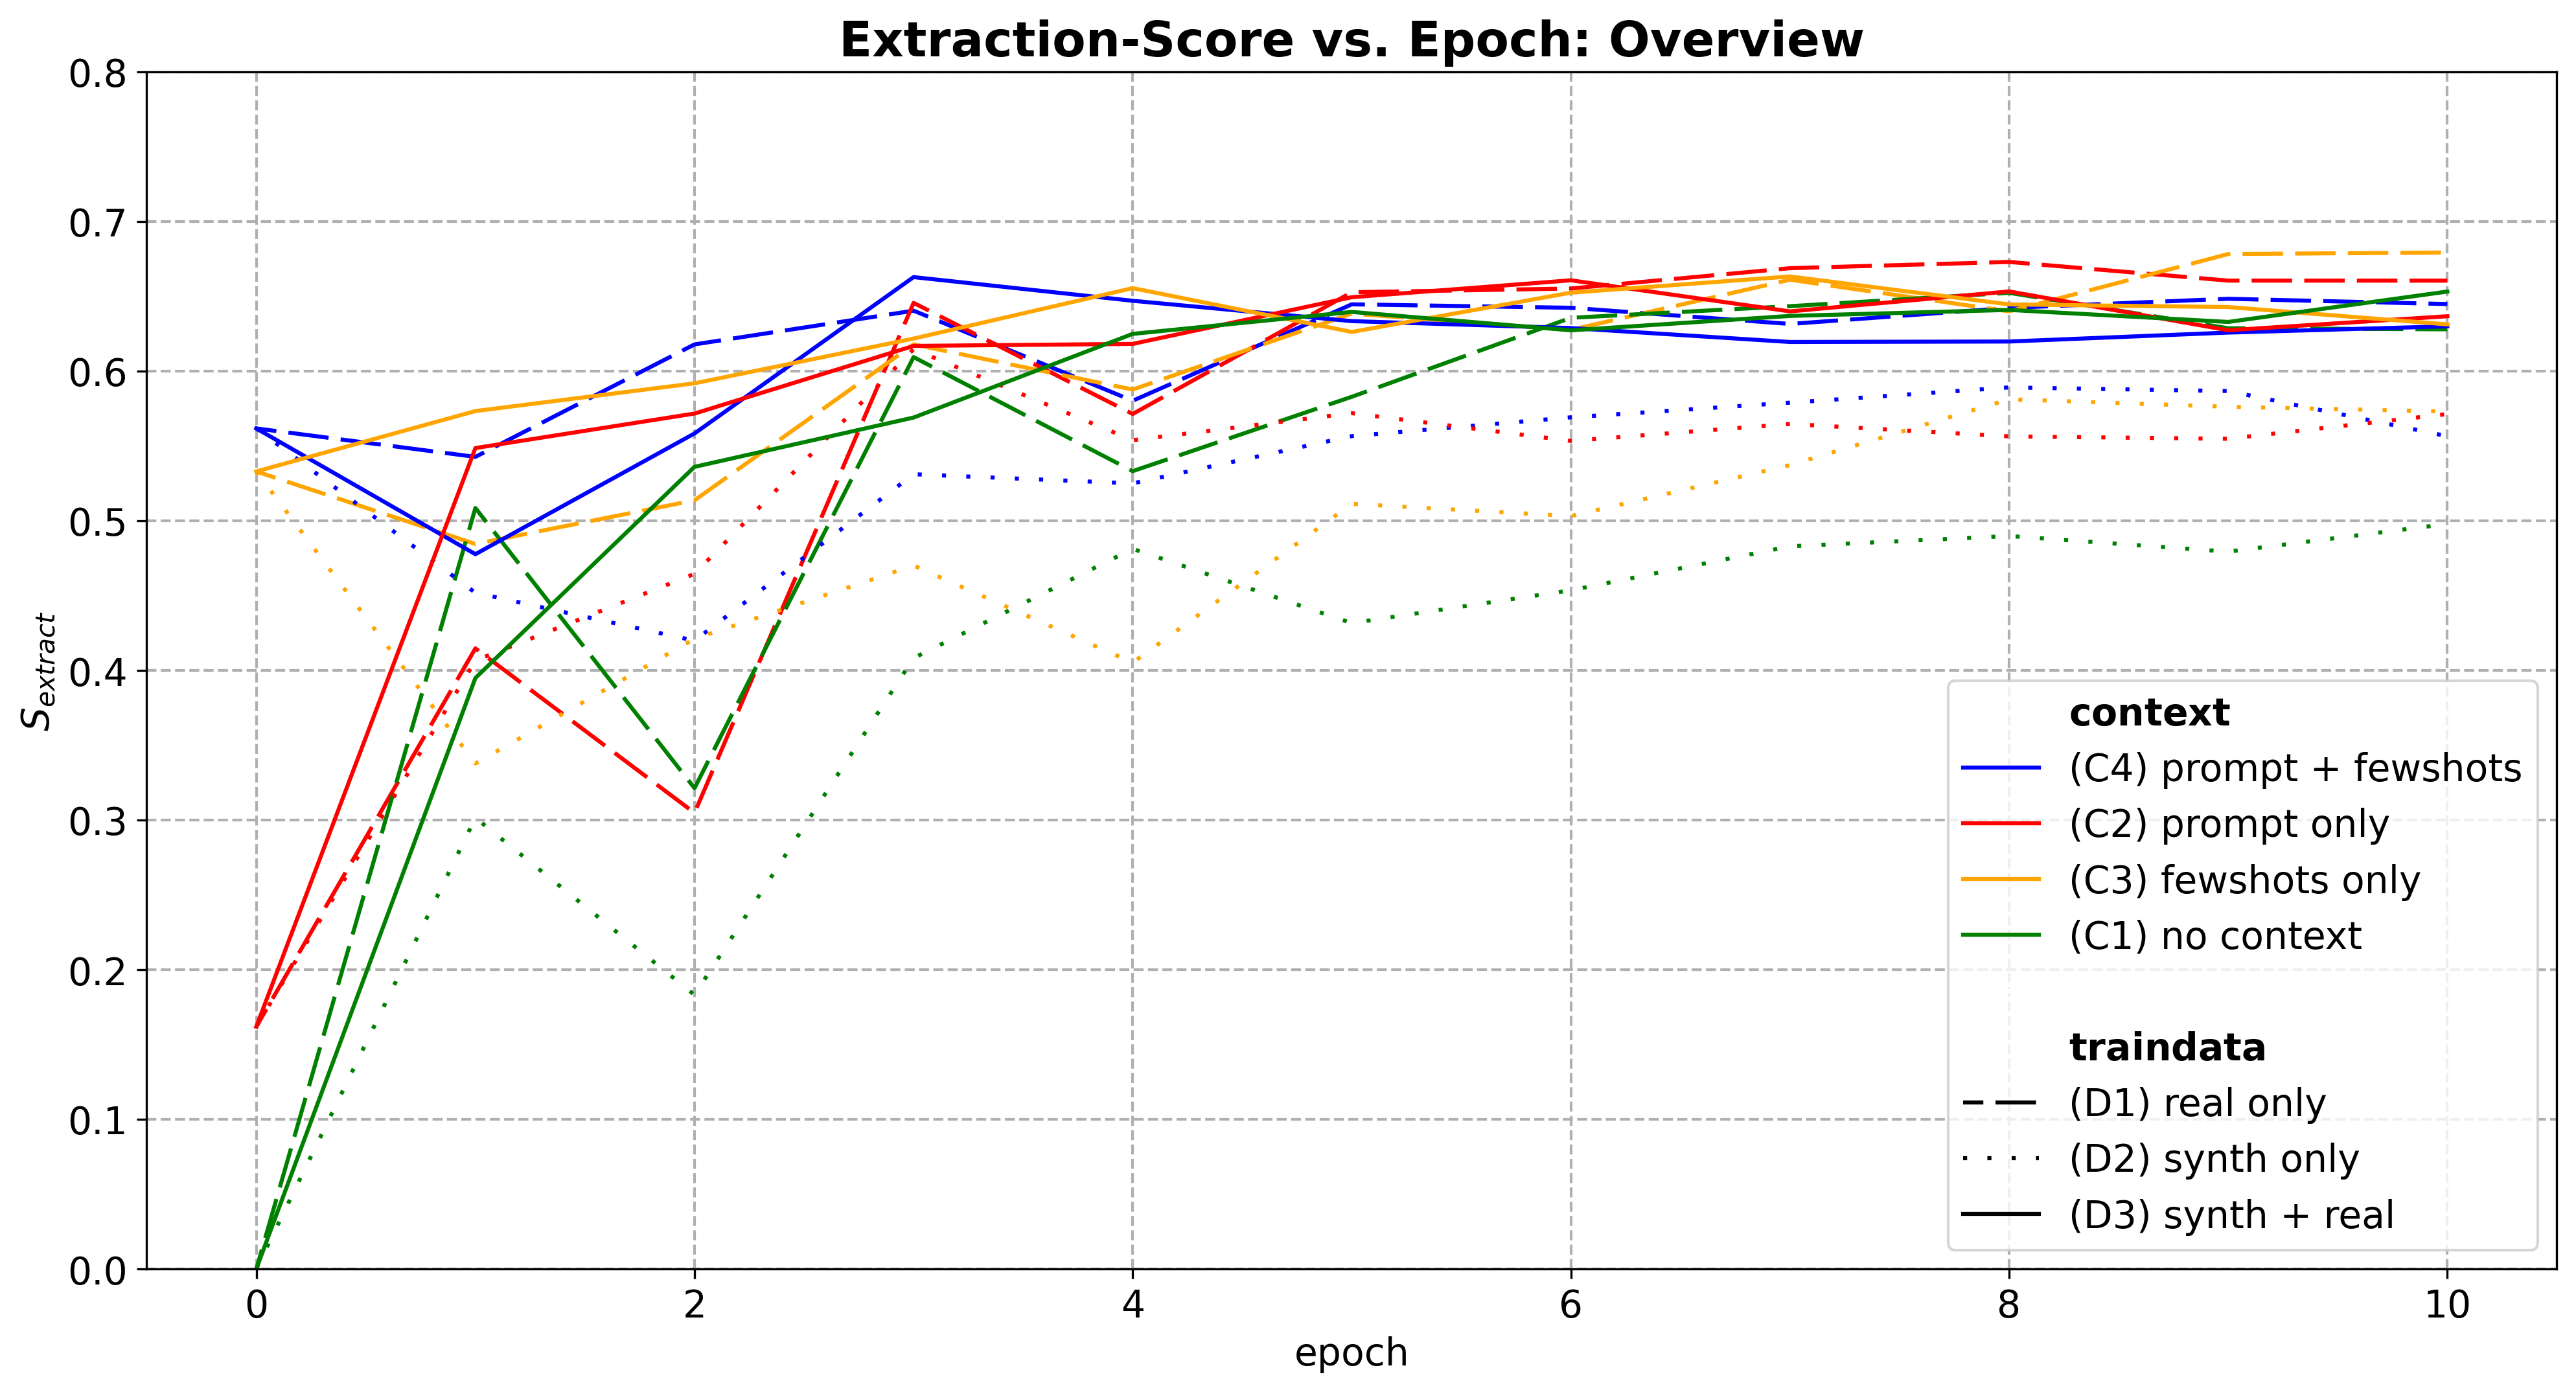 Extraction-Score vs. Epoch: Overview
0.8
0.7
0.6
0.5
0.4
0.3
0.2
0.1
0.0
S_extract
0 2 4 6 8 10
epoch
context
(C4) prompt + fewshots
(C2) prompt only
(C3) fewshots only
(C1) no context
traindata
(D1) real only
(D2) synth only
(D3) synth + real